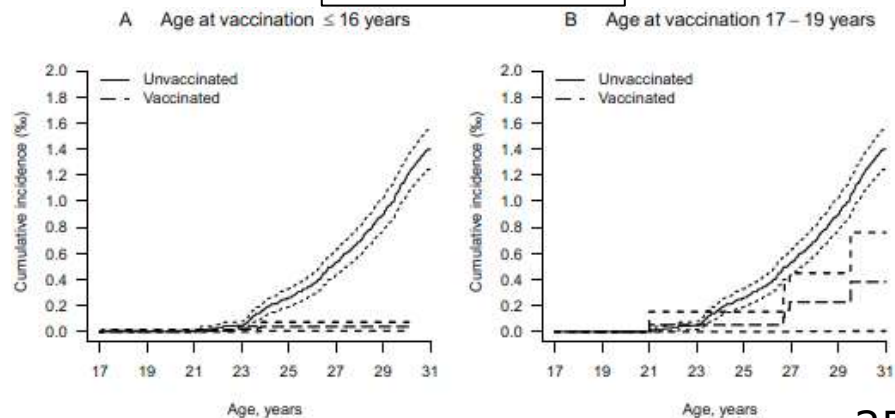 A Age at vaccination ≤ 16 years
Unvaccinated
Vaccinated
Cumulative incidence (‰)
2.0
1.8
1.6
1.4
1.2
1.0
0.8
0.6
0.4
0.2
0.0
17 19 21 23 25 27 29 31
Age, years
B Age at vaccination 17 – 19 years
Unvaccinated
Vaccinated
Cumulative incidence (‰)
2.0
1.8
1.6
1.4
1.2
1.0
0.8
0.6
0.4
0.2
0.0
17 19 21 23 25 27 29 31
Age, years